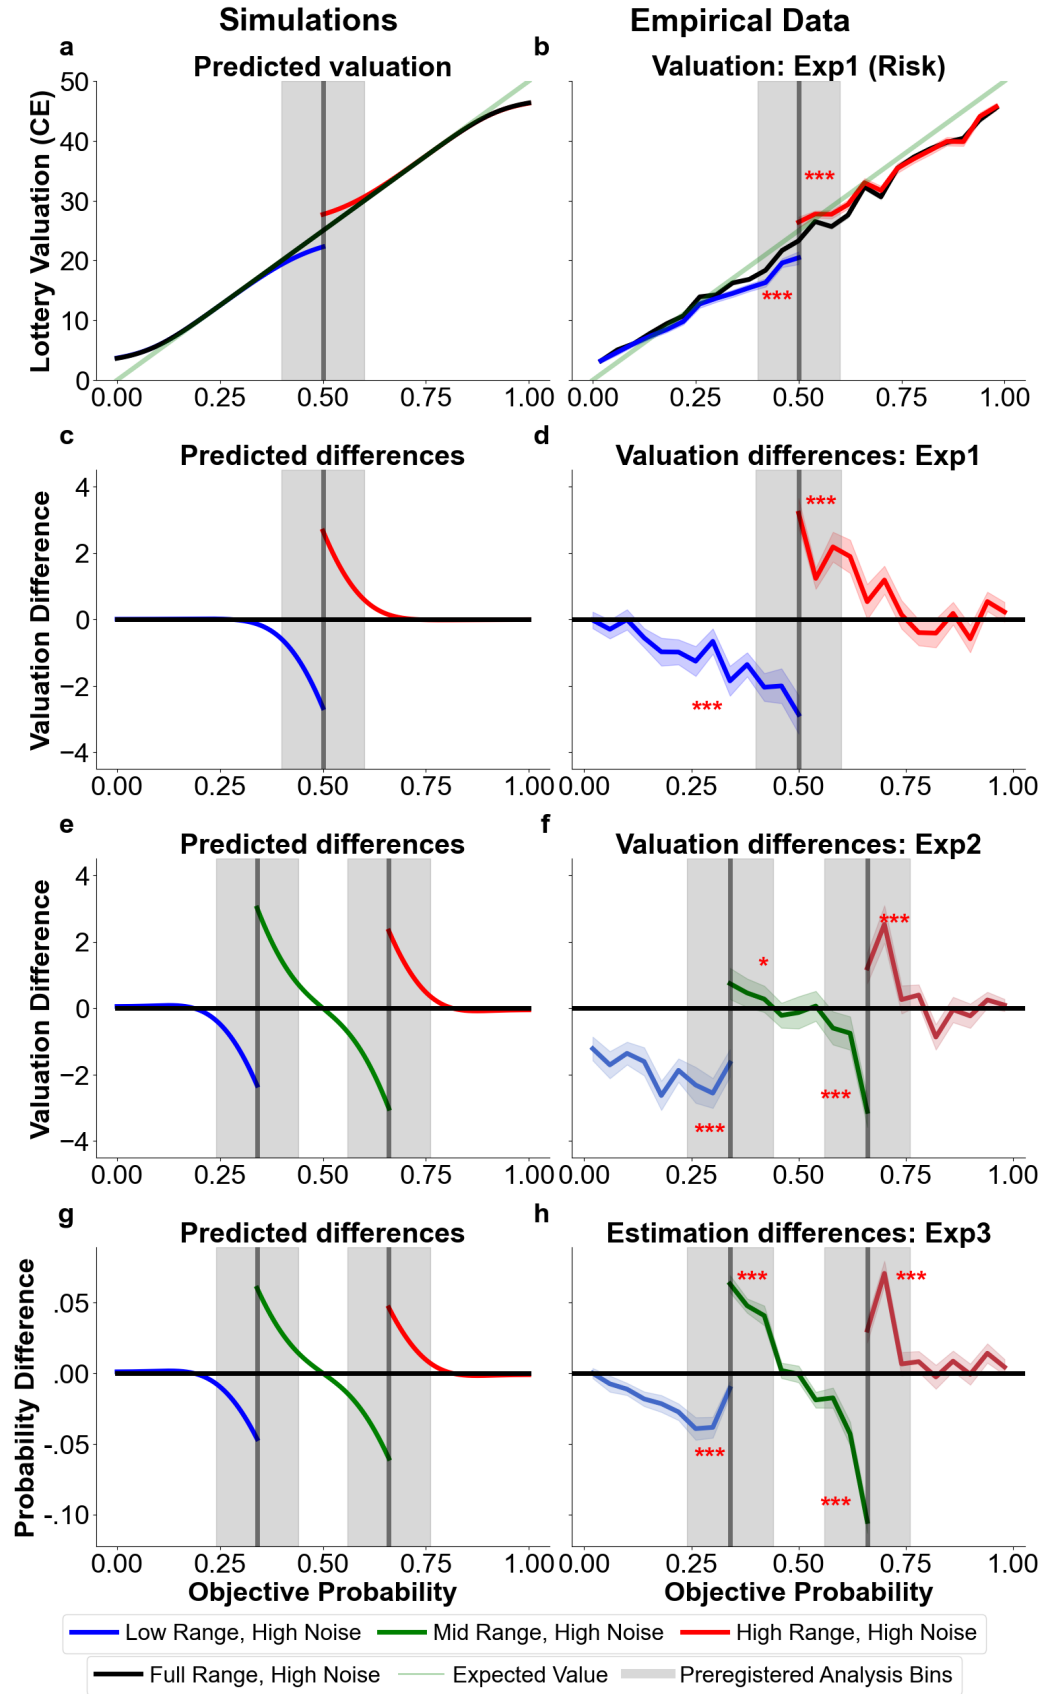 Simulations
Empirical Data
a
Predicted valuation
Lottery Valuation (CE)
50
40
30
20
10
0
0.00 0.25 0.50 0.75 1.00
b
Valuation: Exp1 (Risk)
***
***
0.00 0.25 0.50 0.75 1.00
c
Predicted differences
Valuation Difference
4
2
0
−2
−4
0.00 0.25 0.50 0.75 1.00
d
Valuation differences: Exp1
***
***
0.00 0.25 0.50 0.75 1.00
e
Predicted differences
Valuation Difference
4
2
0
−2
−4
0.00 0.25 0.50 0.75 1.00
f
Valuation differences: Exp2
***
*
***
***
0.00 0.25 0.50 0.75 1.00
g
Predicted differences
Probability Difference
.05
.00
-.05
-.10
0.00 0.25 0.50 0.75 1.00
Objective Probability
h
Estimation differences: Exp3
*** ***
***
***
0.00 0.25 0.50 0.75 1.00
Objective Probability
Low Range, High Noise Mid Range, High Noise High Range, High Noise
Full Range, High Noise Expected Value Preregistered Analysis Bins